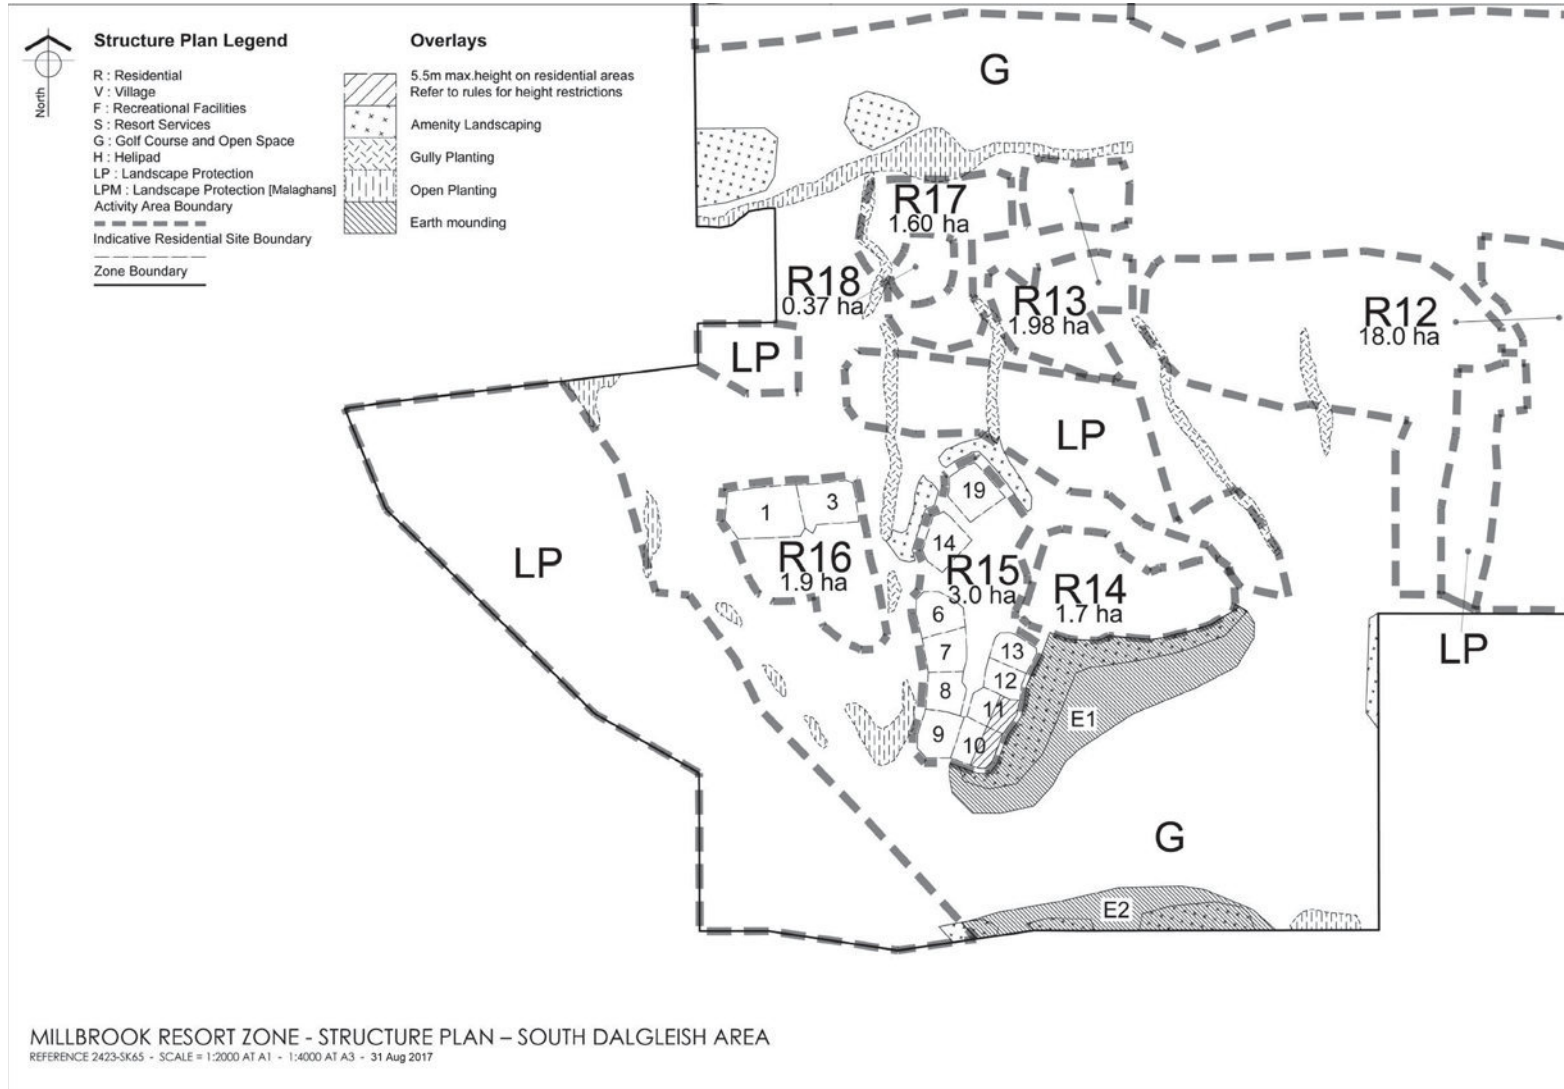 Structure Plan Legend
R : Residential
V : Village
F : Recreational Facilities
S : Resort Services
G : Golf Course and Open Space
H : Helipad
LP : Landscape Protection
LPM : Landscape Protection [Malaghans]
Activity Area Boundary
Indicative Residential Site Boundary
Zone Boundary
North
Overlays
5.5m max.height on residential areas
Refer to rules for height restrictions
Amenity Landscaping
Gully Planting
Open Planting
Earth mounding
G
R17
1.60 ha
R18
0.37 ha
R13
1.98 ha
R12
18.0 ha
LP
LP
LP
1
3
R16
1.9 ha
19
14
R15
3.0 ha
R14
1.7 ha
6
7
8
9
13
12
11
10
LP
E1
G
E2
MILLBROOK RESORT ZONE - STRUCTURE PLAN – SOUTH DALGLEISH AREA
REFERENCE 2423-SK65 - SCALE = 1:2000 AT A1 - 1:4000 AT A3 - 31 Aug 2017